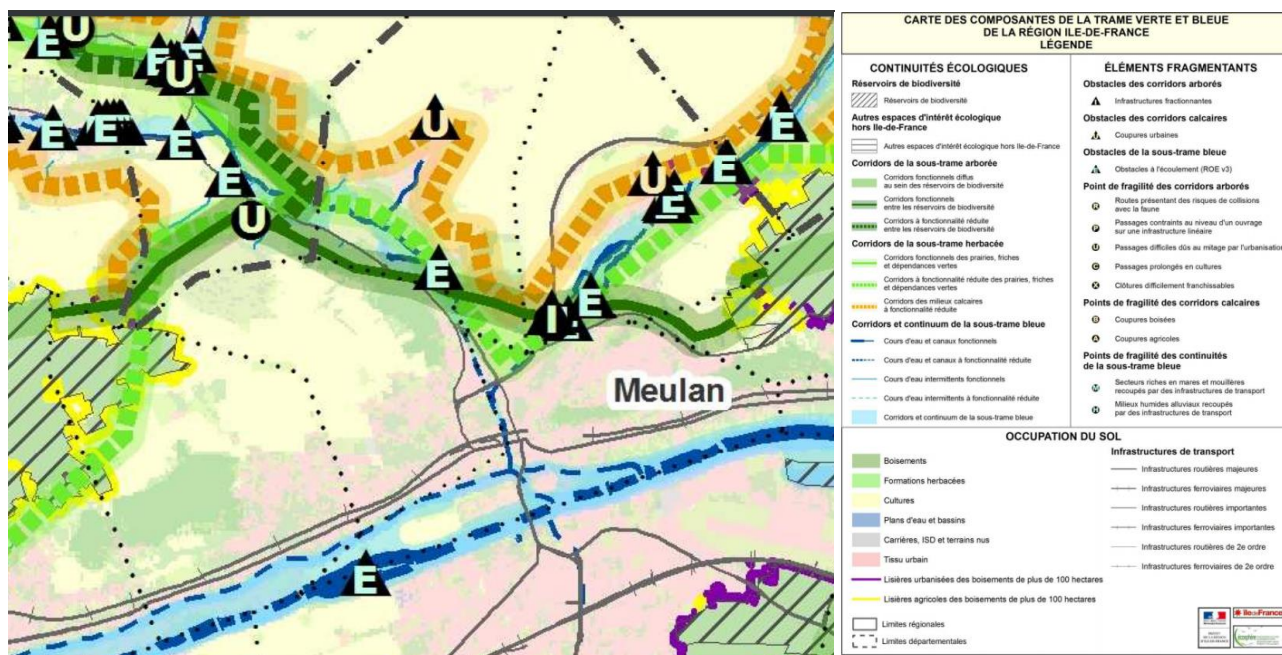 E
U
E
E
U
E
E
E
E
U
U
U
E
E
E
E
E
I
E
Meulan
E
CARTE DES COMPOSANTES DE LA TRAME VERTE ET BLEUE
DE LA RÉGION ILE-DE-FRANCE
LÉGENDE
CONTINUITÉS ÉCOLOGIQUES
Réservoirs de biodiversité
Réservoirs de biodiversité
Autres espaces d'intérêt écologique
hors Ile-de-France
Autres espaces d'intérêt écologique hors Ile-de-France
Corridors de la sous-trame arborée
Corridors fonctionnels diffus
au sein des réservoirs de biodiversité
Corridors fonctionnels
entre les réservoirs de biodiversité
Corridors à fonctionnalité réduite
entre les réservoirs de biodiversité
Corridors de la sous-trame herbacée
Corridors fonctionnels des prairies, friches
et dépendances vertes
Corridors à fonctionnalité réduite des prairies, friches
et dépendances vertes
Corridors des milieux calcaires
à fonctionnalité réduite
Corridors et continuum de la sous-trame bleue
Cours d'eau et canaux fonctionnels
Cours d'eau et canaux à fonctionnalité réduite
Cours d'eau intermittents fonctionnels
Cours d'eau intermittents à fonctionnalité réduite
Corridors et continuum de la sous-trame bleue
ÉLÉMENTS FRAGMENTANTS
Obstacles des corridors arborés
Infrastructures fractionnantes
Obstacles des corridors calcaires
Coupures urbaines
Obstacles de la sous-trame bleue
Obstacles à l'écoulement (ROE v3)
Point de fragilité des corridors arborés
R Routes présentant des risques de collisions
avec la faune
P Passages contraints au niveau d'un ouvrage
sur une infrastructure linéaire
U Passages difficiles dûs au mitage par l'urbanisation
C Passages prolongés en cultures
X Clôtures difficilement franchissables
Points de fragilité des corridors calcaires
B Coupures boisées
A Coupures agricoles
Points de fragilité des continuités
de la sous-trame bleue
M Secteurs riches en mares et mouillères
recoupés par des infrastructures de transport
H Milieux humides alluviaux recoupés
par des infrastructures de transport
OCCUPATION DU SOL
Boisements
Formations herbacées
Cultures
Plans d'eau et bassins
Carrières, ISD et terrains nus
Tissu urbain
Lisières urbanisées des boisements de plus de 100 hectares
Lisières agricoles des boisements de plus de 100 hectares
Limites régionales
Limites départementales
Infrastructures de transport
Infrastructures routières majeures
Infrastructures ferroviaires majeures
Infrastructures routières importantes
Infrastructures ferroviaires importantes
Infrastructures routières de 2e ordre
Infrastructures ferroviaires de 2e ordre
îledeFrance